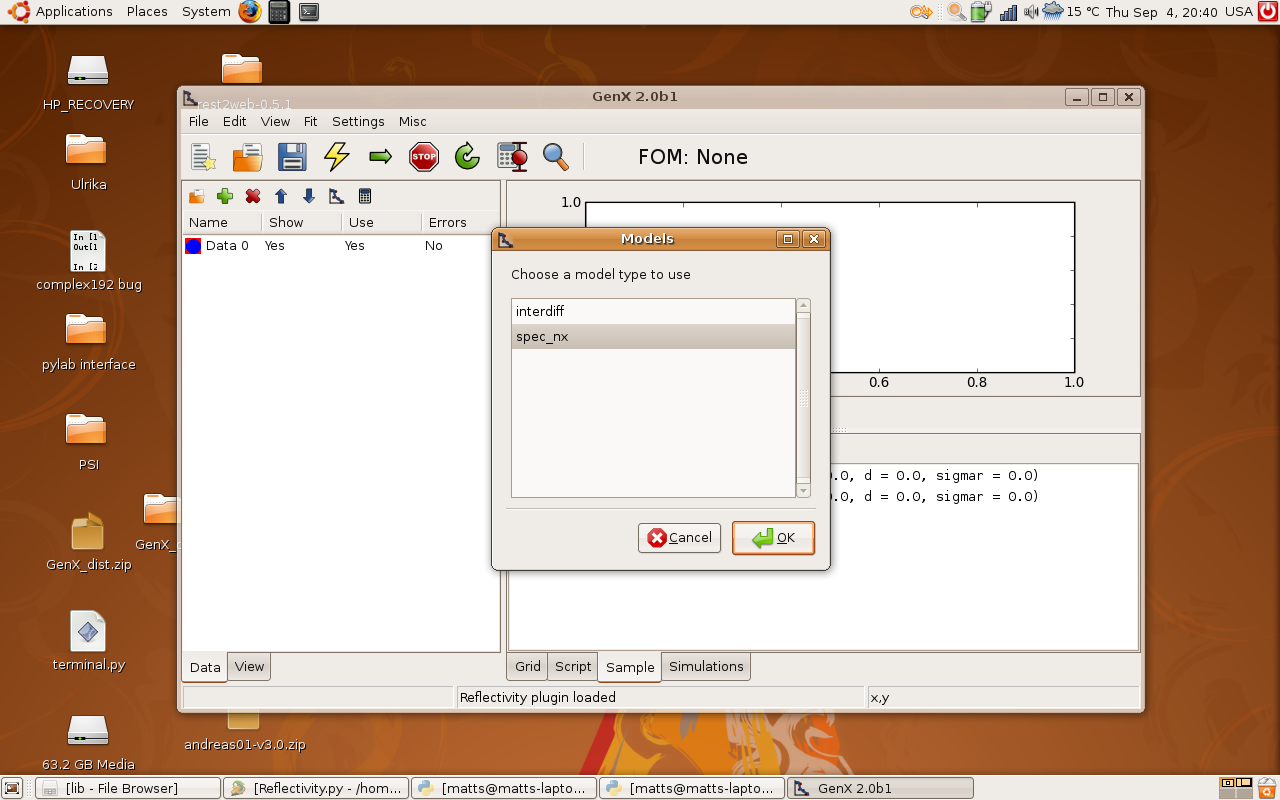 Applications Places System 15 °C Thu Sep 4, 20:40 USA
HP_RECOVERY
rest2web-0.5.1
Ulrika
In [1
Out[1
In [2
complex192 bug
pylab interface
PSI
GenX_d
GenX_dist.zip
terminal.py
andreas01-v3.0.zip
63.2 GB Media
GenX 2.0b1
File Edit View Fit Settings Misc
STOP
FOM: None
Name Show Use Errors
Data 0 Yes Yes No
1.0
0.6 0.8 1.0
Models
Choose a model type to use
interdiff
spec_nx
Cancel OK
.0, d = 0.0, sigmar = 0.0)
.0, d = 0.0, sigmar = 0.0)
Data View
Grid Script Sample Simulations
Reflectivity plugin loaded x,y
[lib - File Browser] [Reflectivity.py - /hom... [matts@matts-lapto... [matts@matts-lapto... GenX 2.0b1